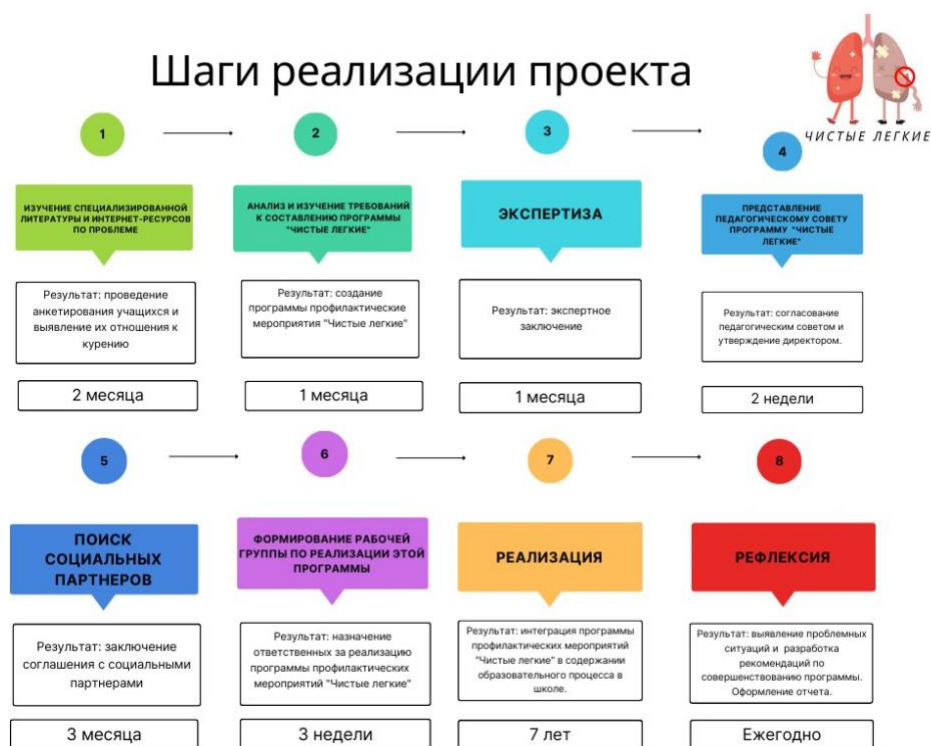 Шаги реализации проекта
ЧИСТЫЕ ЛЕГКИЕ
1
ИЗУЧЕНИЕ СПЕЦИАЛИЗИРОВАННОЙ
ЛИТЕРАТУРЫ И ИНТЕРНЕТ-РЕСУРСОВ
ПО ПРОБЛЕМЕ
Результат: проведение
анкетирования учащихся и
выявление их отношения к
курению
2 месяца
2
АНАЛИЗ И ИЗУЧЕНИЕ ТРЕБОВАНИЙ
К СОСТАВЛЕНИЮ ПРОГРАММЫ
"ЧИСТЫЕ ЛЕГКИЕ"
Результат: создание
программы профилактические
мероприятия "Чистые легкие"
1 месяца
3
ЭКСПЕРТИЗА
Результат: экспертное
заключение
1 месяца
4
ПРЕДСТАВЛЕНИЕ
ПЕДАГОГИЧЕСКОМУ СОВЕТУ
ПРОГРАММУ "ЧИСТЫЕ
ЛЕГКИЕ"
Результат: согласование
педагогическим советом и
утверждение директором.
2 недели
5
ПОИСК
СОЦИАЛЬНЫХ
ПАРТНЕРОВ
Результат: заключение
соглашения с социальными
партнерами
3 месяца
6
ФОРМИРОВАНИЕ РАБОЧЕЙ
ГРУППЫ ПО РЕАЛИЗАЦИИ ЭТОЙ
ПРОГРАММЫ
Результат: назначение
ответственных за реализацию
программы профилактических
мероприятий "Чистые легкие"
3 недели
7
РЕАЛИЗАЦИЯ
Результат: интеграция программы
профилактических мероприятий
"Чистые легкие" в содержании
образовательного процесса в
школе.
7 лет
8
РЕФЛЕКСИЯ
Результат: выявление проблемных
ситуаций и разработка
рекомендаций по
совершенствованию программы.
Оформление отчета.
Ежегодно